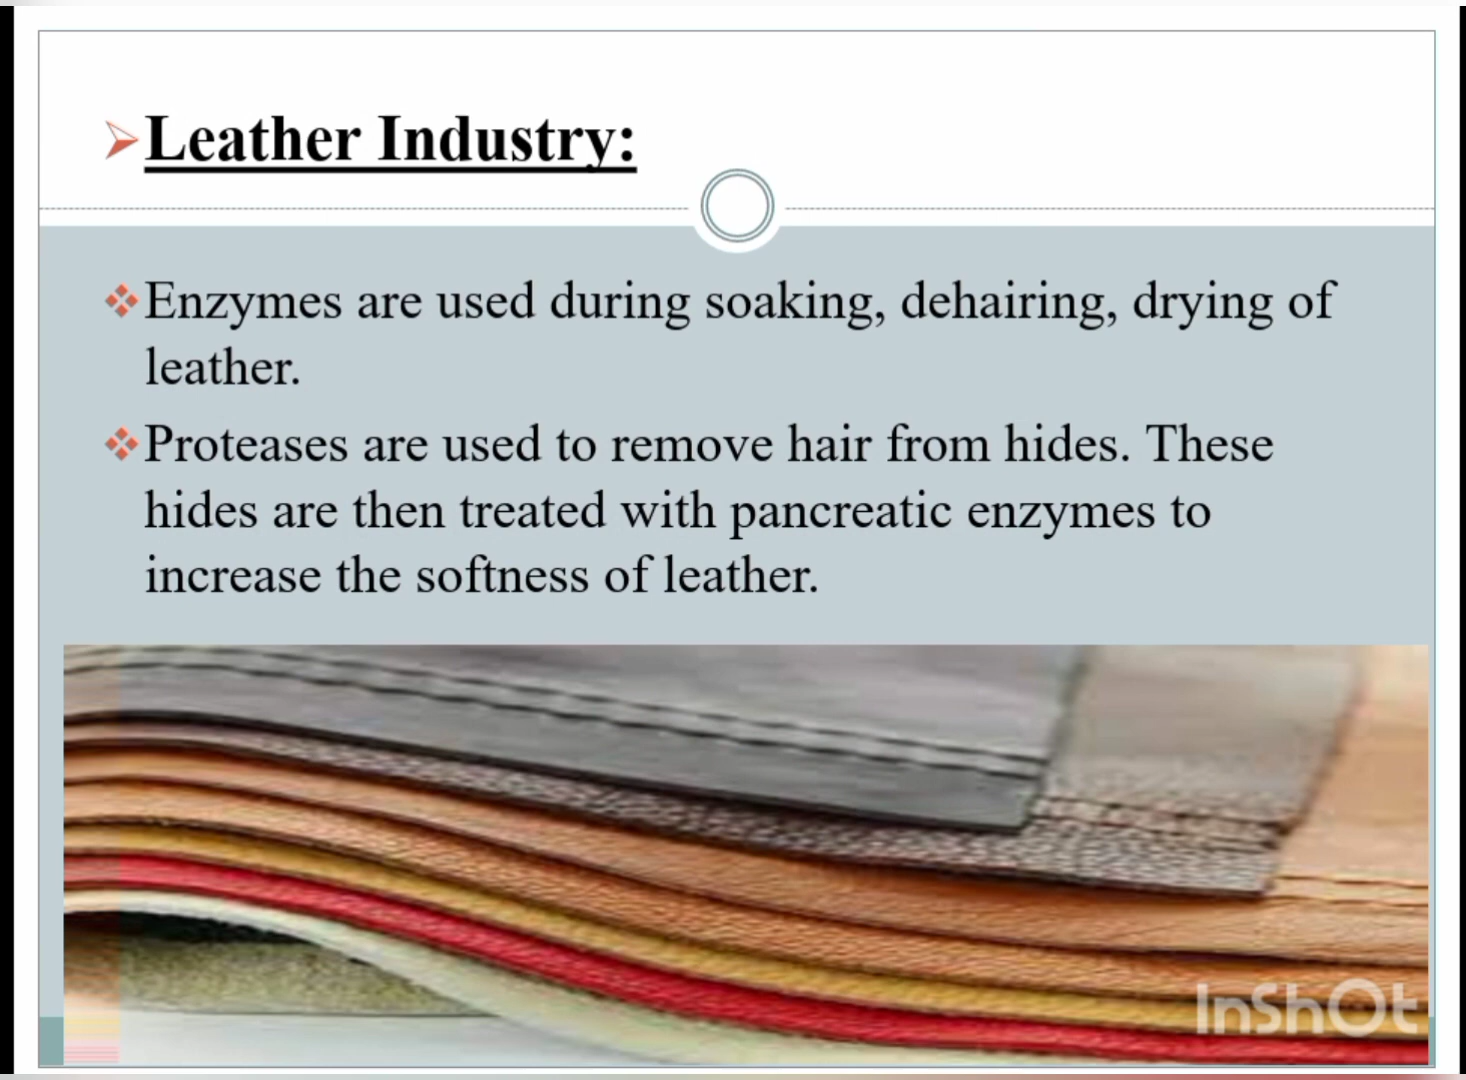 Leather Industry:
Enzymes are used during soaking, dehairing, drying of
leather.
Proteases are used to remove hair from hides. These
hides are then treated with pancreatic enzymes to
increase the softness of leather.
InShOt